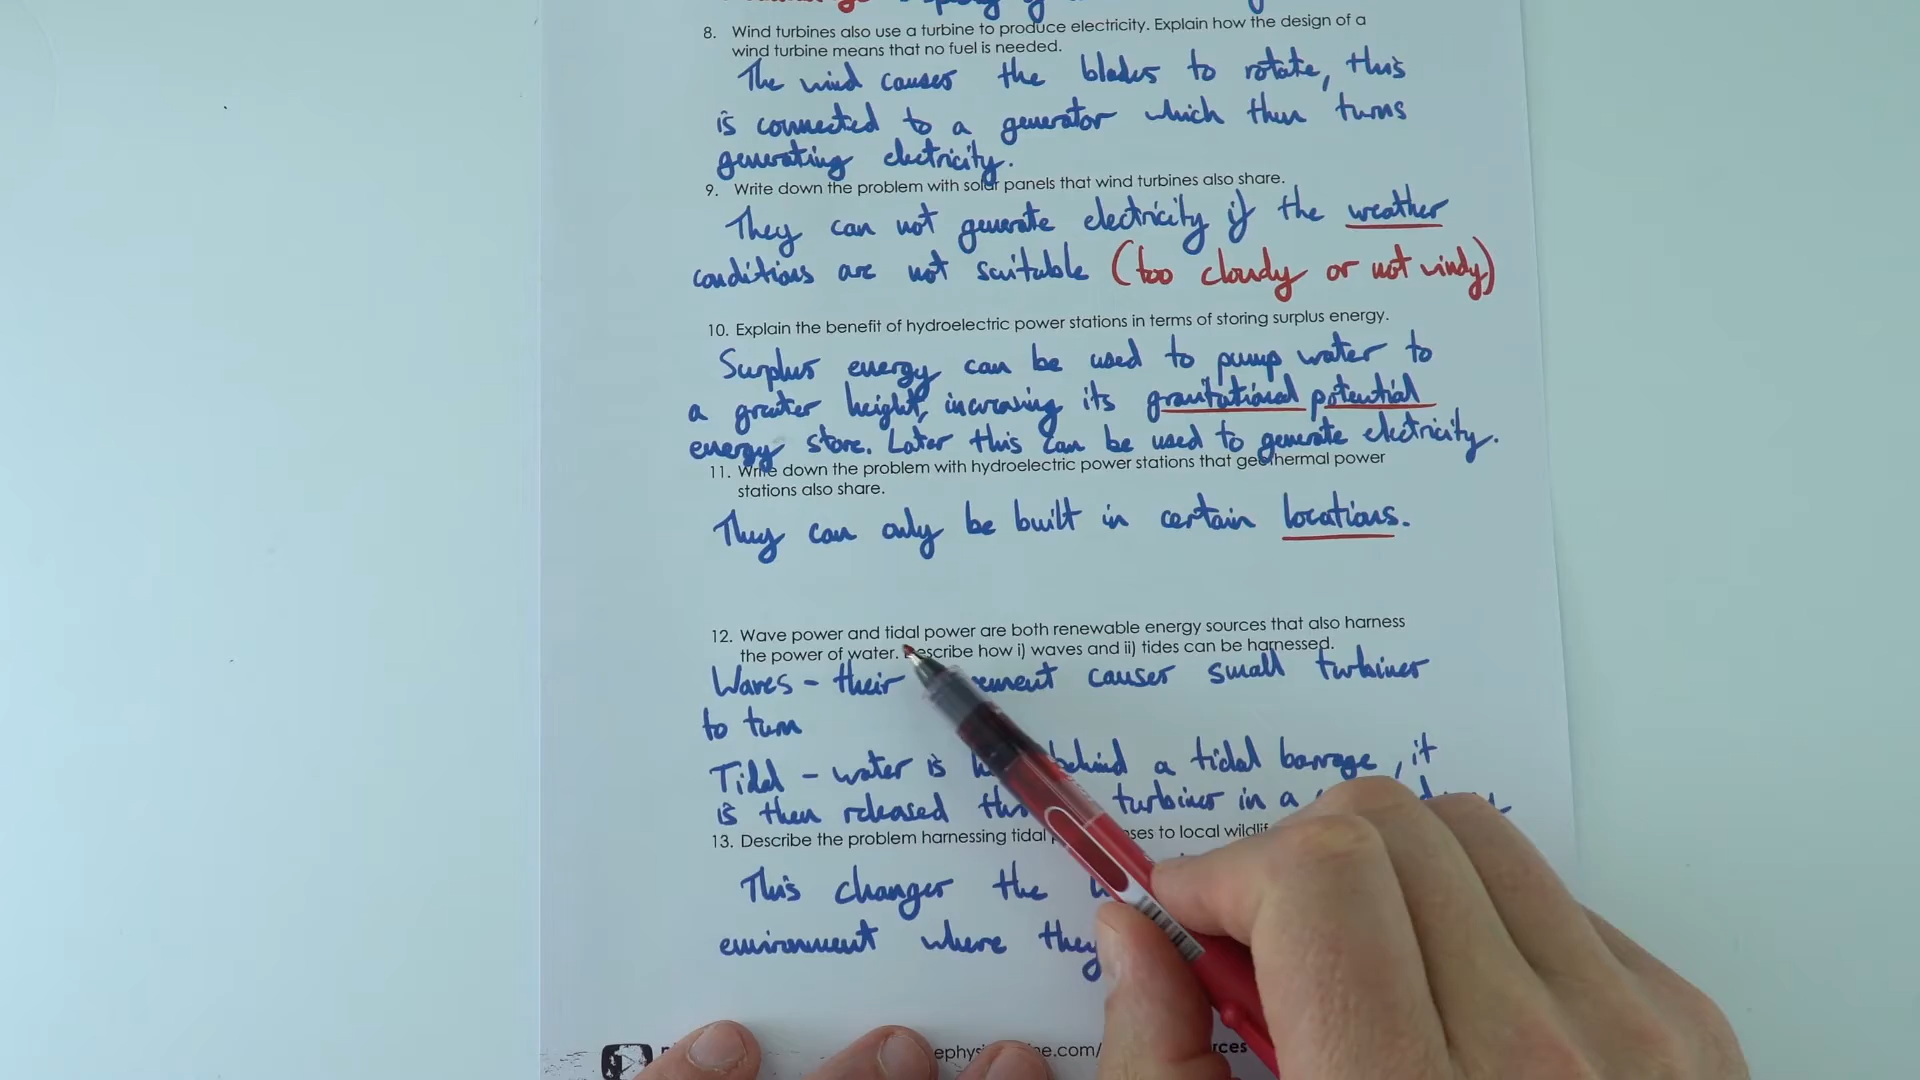 8. Wind turbines also use a turbine to produce electricity. Explain how the design of a
wind turbine means that no fuel is needed.
The wind causes the blades to rotate, this
is connected to a generator which then turns
generating electricity.
9. Write down the problem with solar panels that wind turbines also share.
They can not generate electricity if the weather
conditions are not suitable (too cloudy or not windy)
10. Explain the benefit of hydroelectric power stations in terms of storing surplus energy.
Surplus energy can be used to pump water to
a greater height, increasing its gravitational potential
energy store. Later this can be used to generate electricity.
11. Write down the problem with hydroelectric power stations that geothermal power
stations also share.
They can only be built in certain locations.
12. Wave power and tidal power are both renewable energy sources that also harness
the power of water. Describe how i) waves and ii) tides can be harnessed.
Waves - their causes small turbines
to turn
Tidal - water is behind a tidal barrage, it
is then released turbines in a
13. Describe the problem harnessing tidal to local
This changes the
environment where they